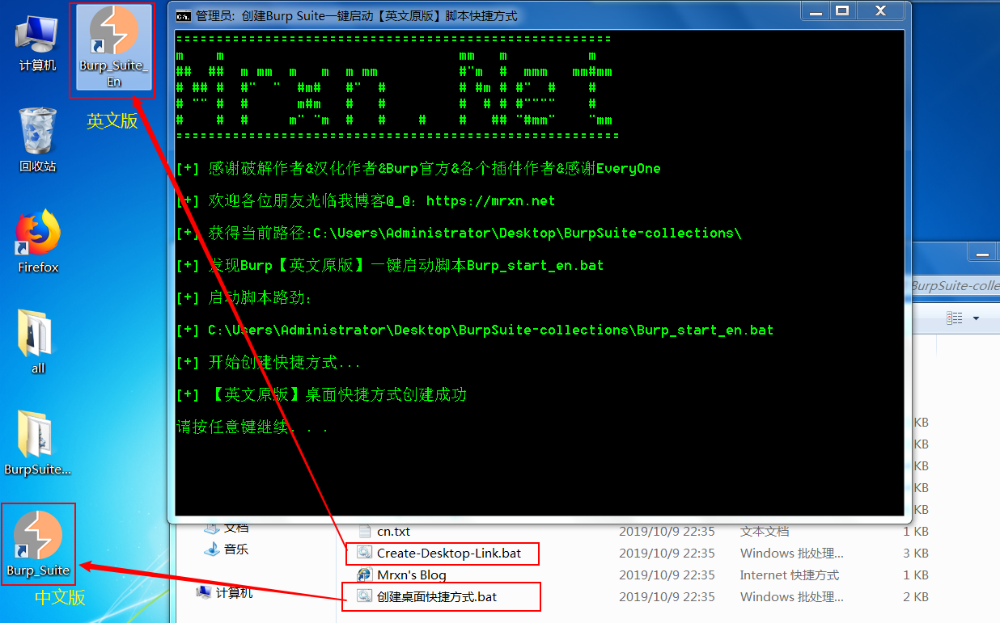 计算机
Burp_Suite_
En
英文版
回收站
Firefox
all
BurpSuite...
Burp_Suite
中文版
管理员: 创建Burp Suite一键启动【英文原版】脚本快捷方式
Mrxn.Net
[+] 感谢破解作者&汉化作者&Burp官方&各个插件作者&感谢EveryOne
[+] 欢迎各位朋友光临我博客@_@: https://mrxn.net
[+] 获得当前路径:C:\Users\Administrator\Desktop\BurpSuite-collections\
[+] 发现Burp【英文原版】一键启动脚本Burp_start_en.bat
[+] 启动脚本路劲:
[+] C:\Users\Administrator\Desktop\BurpSuite-collections\Burp_start_en.bat
[+] 开始创建快捷方式...
[+] 【英文原版】桌面快捷方式创建成功
请按任意键继续. . .
BurpSuite-colle
KB
KB
KB
KB
KB
文档
音乐
计算机
cn.txt 2019/10/9 22:35 文本文档 1 KB
Create-Desktop-Link.bat 2019/10/9 22:35 Windows 批处理... 3 KB
Mrxn's Blog 2019/10/9 22:35 Internet 快捷方式 1 KB
创建桌面快捷方式.bat 2019/10/9 22:35 Windows 批处理... 2 KB